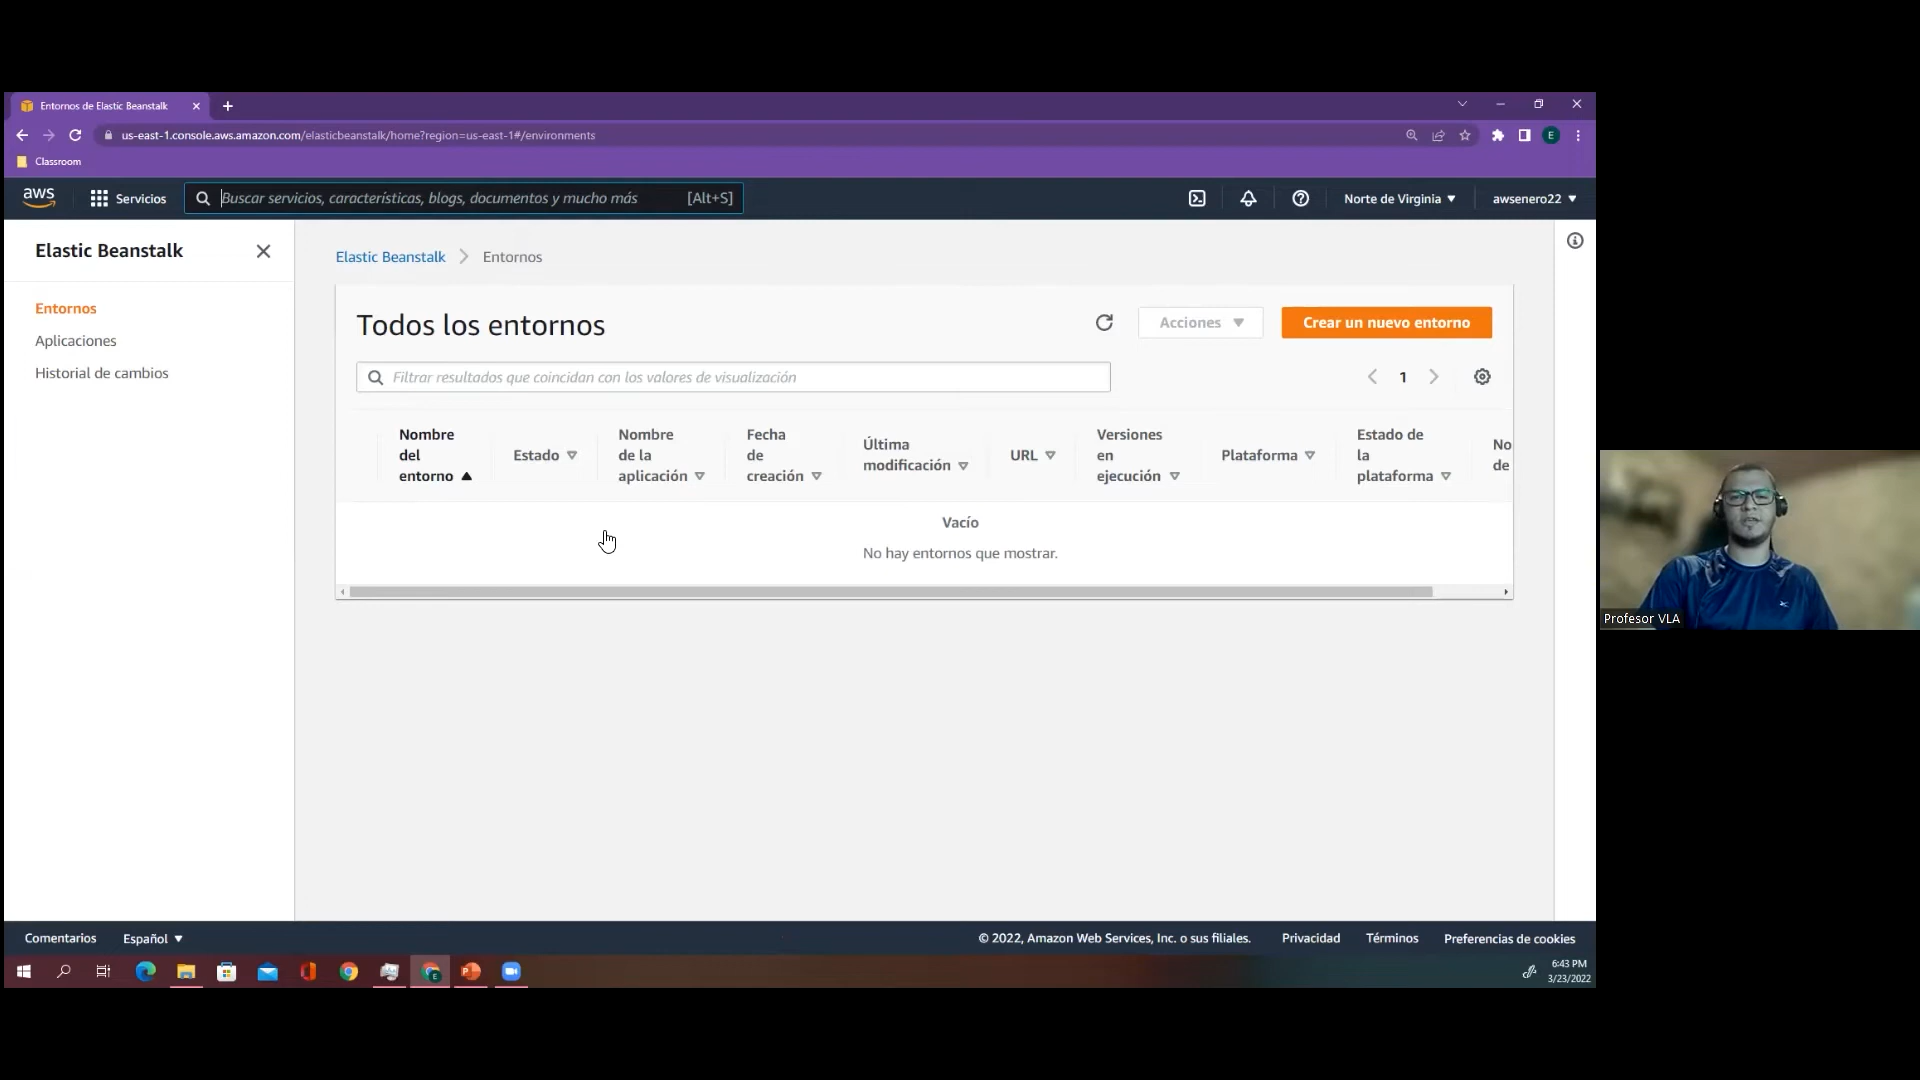 Entornos de Elastic Beanstalk
us-east-1.console.aws.amazon.com/elasticbeanstalk/home?region=us-east-1#/environments
E
Classroom
aws
Servicios
Buscar servicios, características, blogs, documentos y mucho más
[Alt+S]
Norte de Virginia
awsenero22
Elastic Beanstalk
Elastic Beanstalk
Entornos
Entornos
Aplicaciones
Historial de cambios
Todos los entornos
Acciones
Crear un nuevo entorno
Filtrar resultados que coincidan con los valores de visualización
1
Nombre
del
entorno
Estado
Nombre
de la
aplicación
Fecha
de
creación
Última
modificación
URL
Versiones
en
ejecución
Plataforma
Estado de
la
plataforma
No
de
Vacío
No hay entornos que mostrar.
Profesor VLA
Comentarios
Español
© 2022, Amazon Web Services, Inc. o sus filiales.
Privacidad
Términos
Preferencias de cookies
6:43 PM
3/23/2022